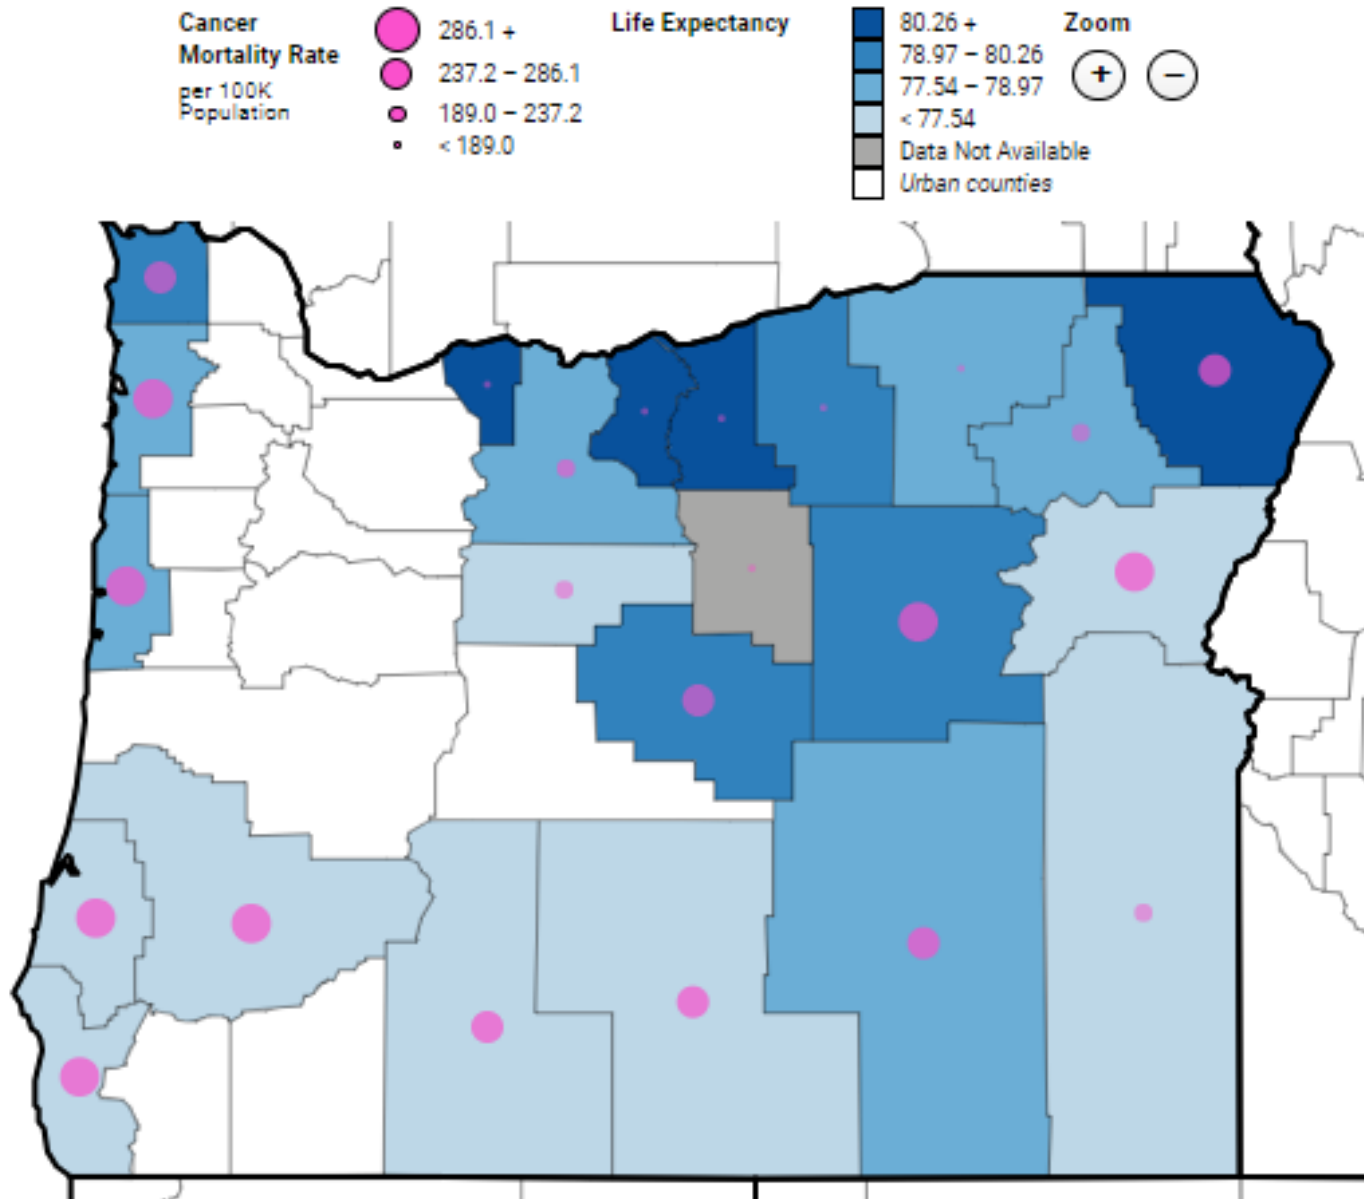 Cancer
Mortality Rate
per 100K
Population
286.1 +
237.2 – 286.1
189.0 – 237.2
< 189.0
Life Expectancy
80.26 +
78.97 – 80.26
77.54 – 78.97
< 77.54
Data Not Available
Urban counties
Zoom
+ −